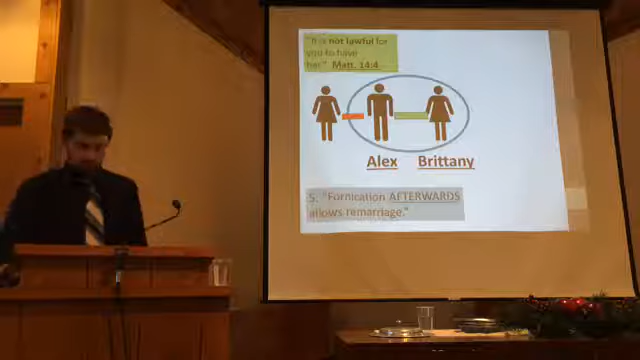 "It is not lawful for
you to have
her." Matt. 14:4
Alex Brittany
5. "Fornication AFTERWARDS
allows remarriage."